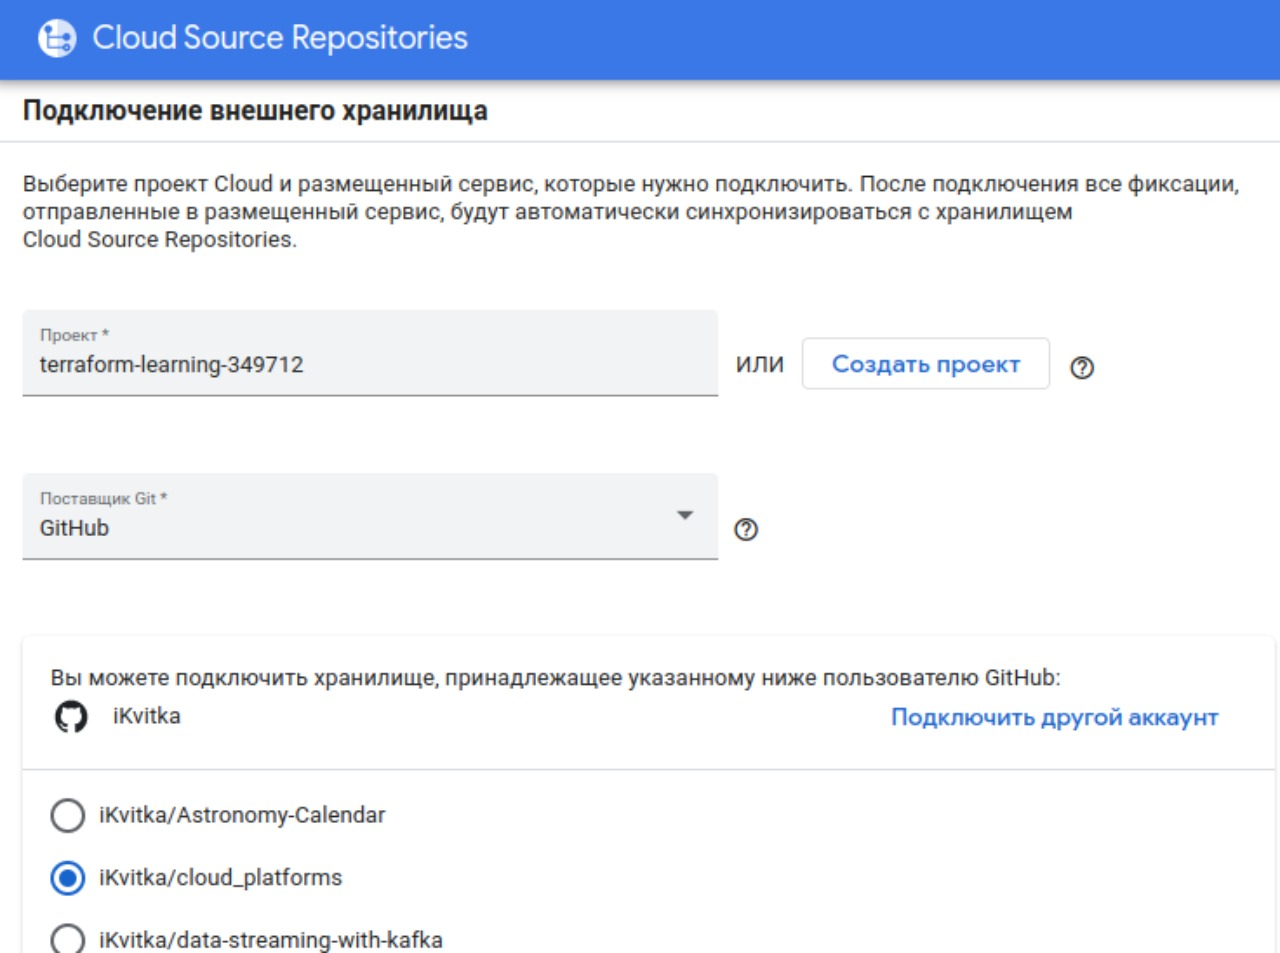 Cloud Source Repositories
Подключение внешнего хранилища
Выберите проект Cloud и размещенный сервис, которые нужно подключить. После подключения все фиксации,
отправленные в размещенный сервис, будут автоматически синхронизироваться с хранилищем
Cloud Source Repositories.
Проект *
terraform-learning-349712
ИЛИ
Создать проект
Поставщик Git *
GitHub
Вы можете подключить хранилище, принадлежащее указанному ниже пользователю GitHub:
iKvitka
Подключить другой аккаунт
iKvitka/Astronomy-Calendar
iKvitka/cloud_platforms
iKvitka/data-streaming-with-kafka